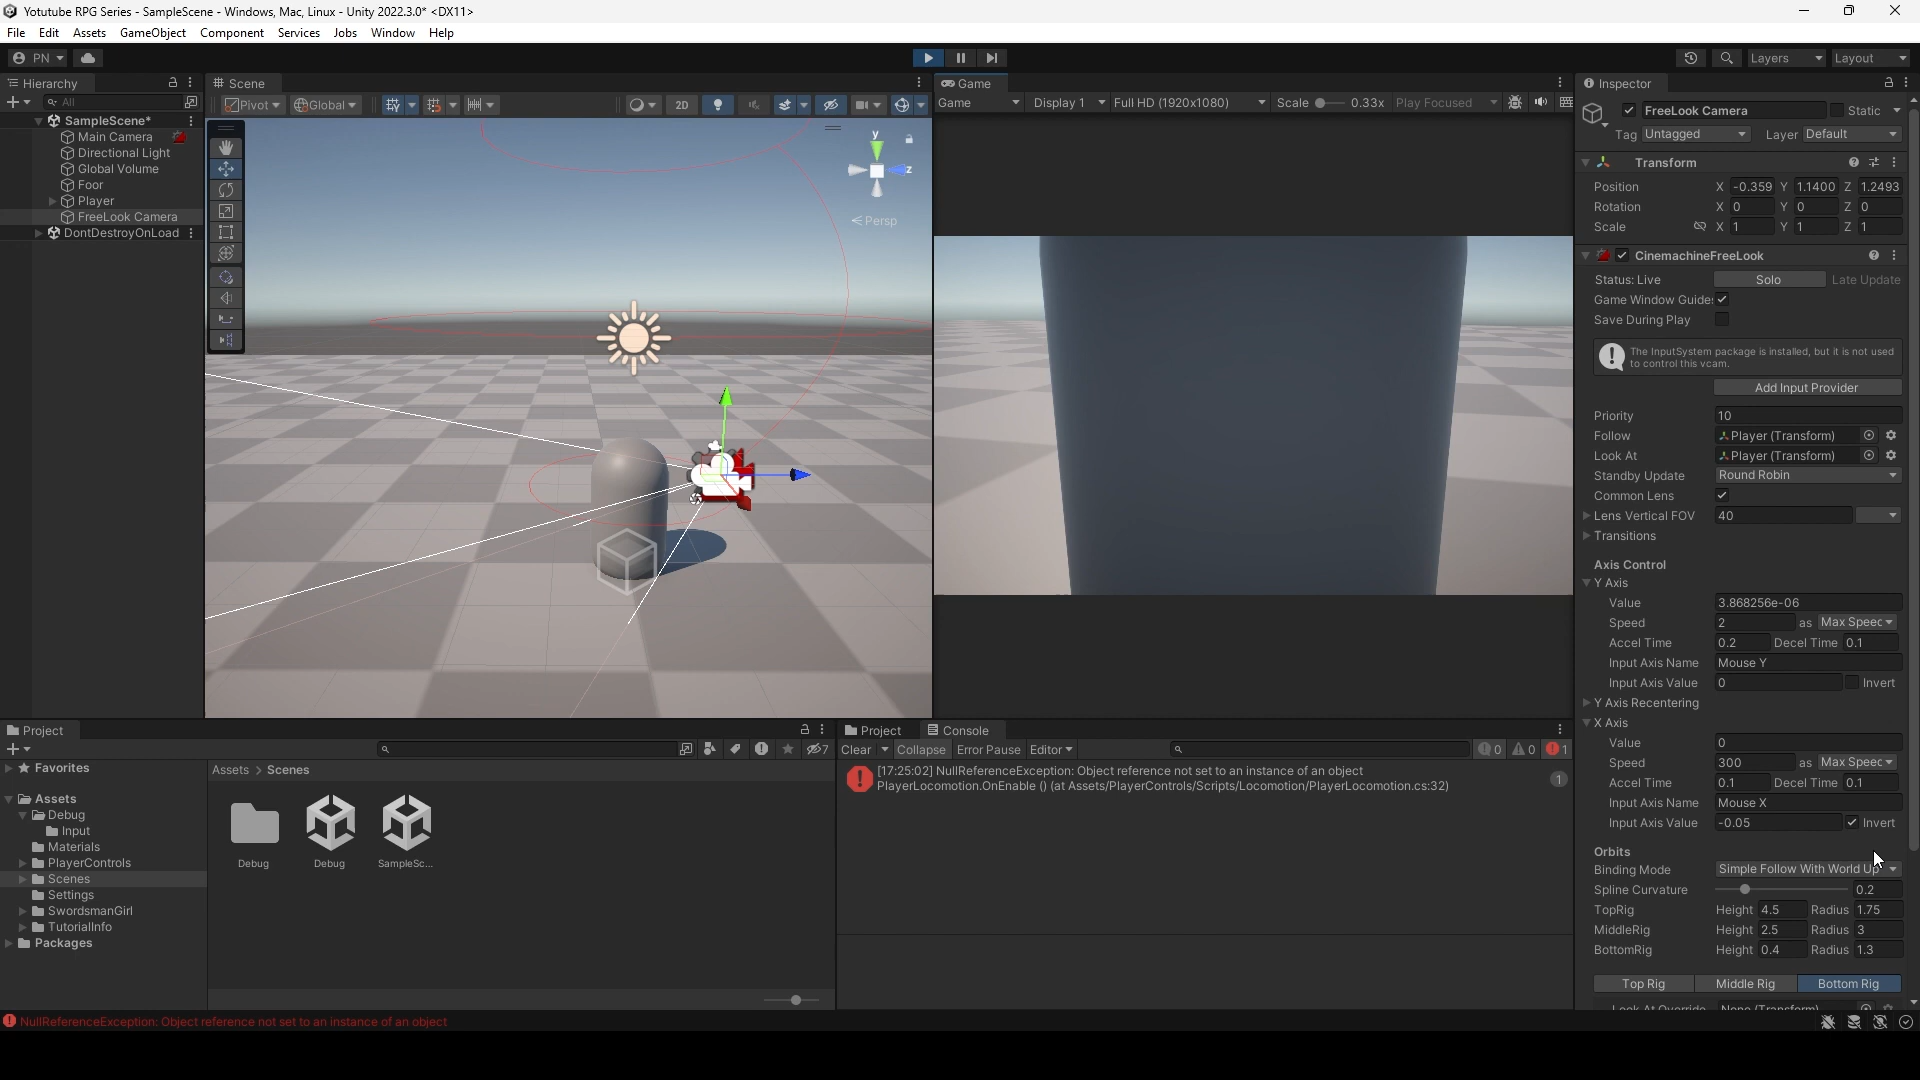 Yotutube RPG Series - SampleScene - Windows, Mac, Linux - Unity 2022.3.0* <DX11>
File Edit Assets GameObject Component Services Jobs Window Help
PN Layers Layout
Hierarchy
All
SampleScene*
Main Camera
Directional Light
Global Volume
Foor
Player
FreeLook Camera
DontDestroyOnLoad
Scene
Pivot Global 2D
y
z
Persp
Game
Game Display 1 Full HD (1920x1080) Scale 0.33x Play Focused
Inspector
FreeLook Camera Static
Tag Untagged Layer Default
Transform
Position X -0.359 Y 1.1400 Z 1.2493
Rotation X 0 Y 0 Z 0
Scale X 1 Y 1 Z 1
CinemachineFreeLook
Status: Live Solo Late Update
Game Window Guides
Save During Play
The InputSystem package is installed, but it is not used
to control this vcam.
Add Input Provider
Priority 10
Follow Player (Transform)
Look At Player (Transform)
Standby Update Round Robin
Common Lens
Lens Vertical FOV 40
Transitions
Axis Control
Y Axis
Value 3.868256e-06
Speed 2 as Max Speed
Accel Time 0.2 Decel Time 0.1
Input Axis Name Mouse Y
Input Axis Value 0 Invert
Y Axis Recentering
X Axis
Value 0
Speed 300 as Max Speed
Accel Time 0.1 Decel Time 0.1
Input Axis Name Mouse X
Input Axis Value -0.05 Invert
Orbits
Binding Mode Simple Follow With World Up
Spline Curvature 0.2
TopRig Height 4.5 Radius 1.75
MiddleRig Height 2.5 Radius 3
BottomRig Height 0.4 Radius 1.3
Top Rig Middle Rig Bottom Rig
Look At Override None (Transform)
Project
7
Favorites
Assets
Debug
Input
Materials
PlayerControls
Scenes
Settings
SwordsmanGirl
TutorialInfo
Packages
Assets > Scenes
Debug
Debug
SampleSc...
Project Console
Clear Collapse Error Pause Editor 0 0 1
[17:25:02] NullReferenceException: Object reference not set to an instance of an object
PlayerLocomotion.OnEnable () (at Assets/PlayerControls/Scripts/Locomotion/PlayerLocomotion.cs:32)
1
NullReferenceException: Object reference not set to an instance of an object